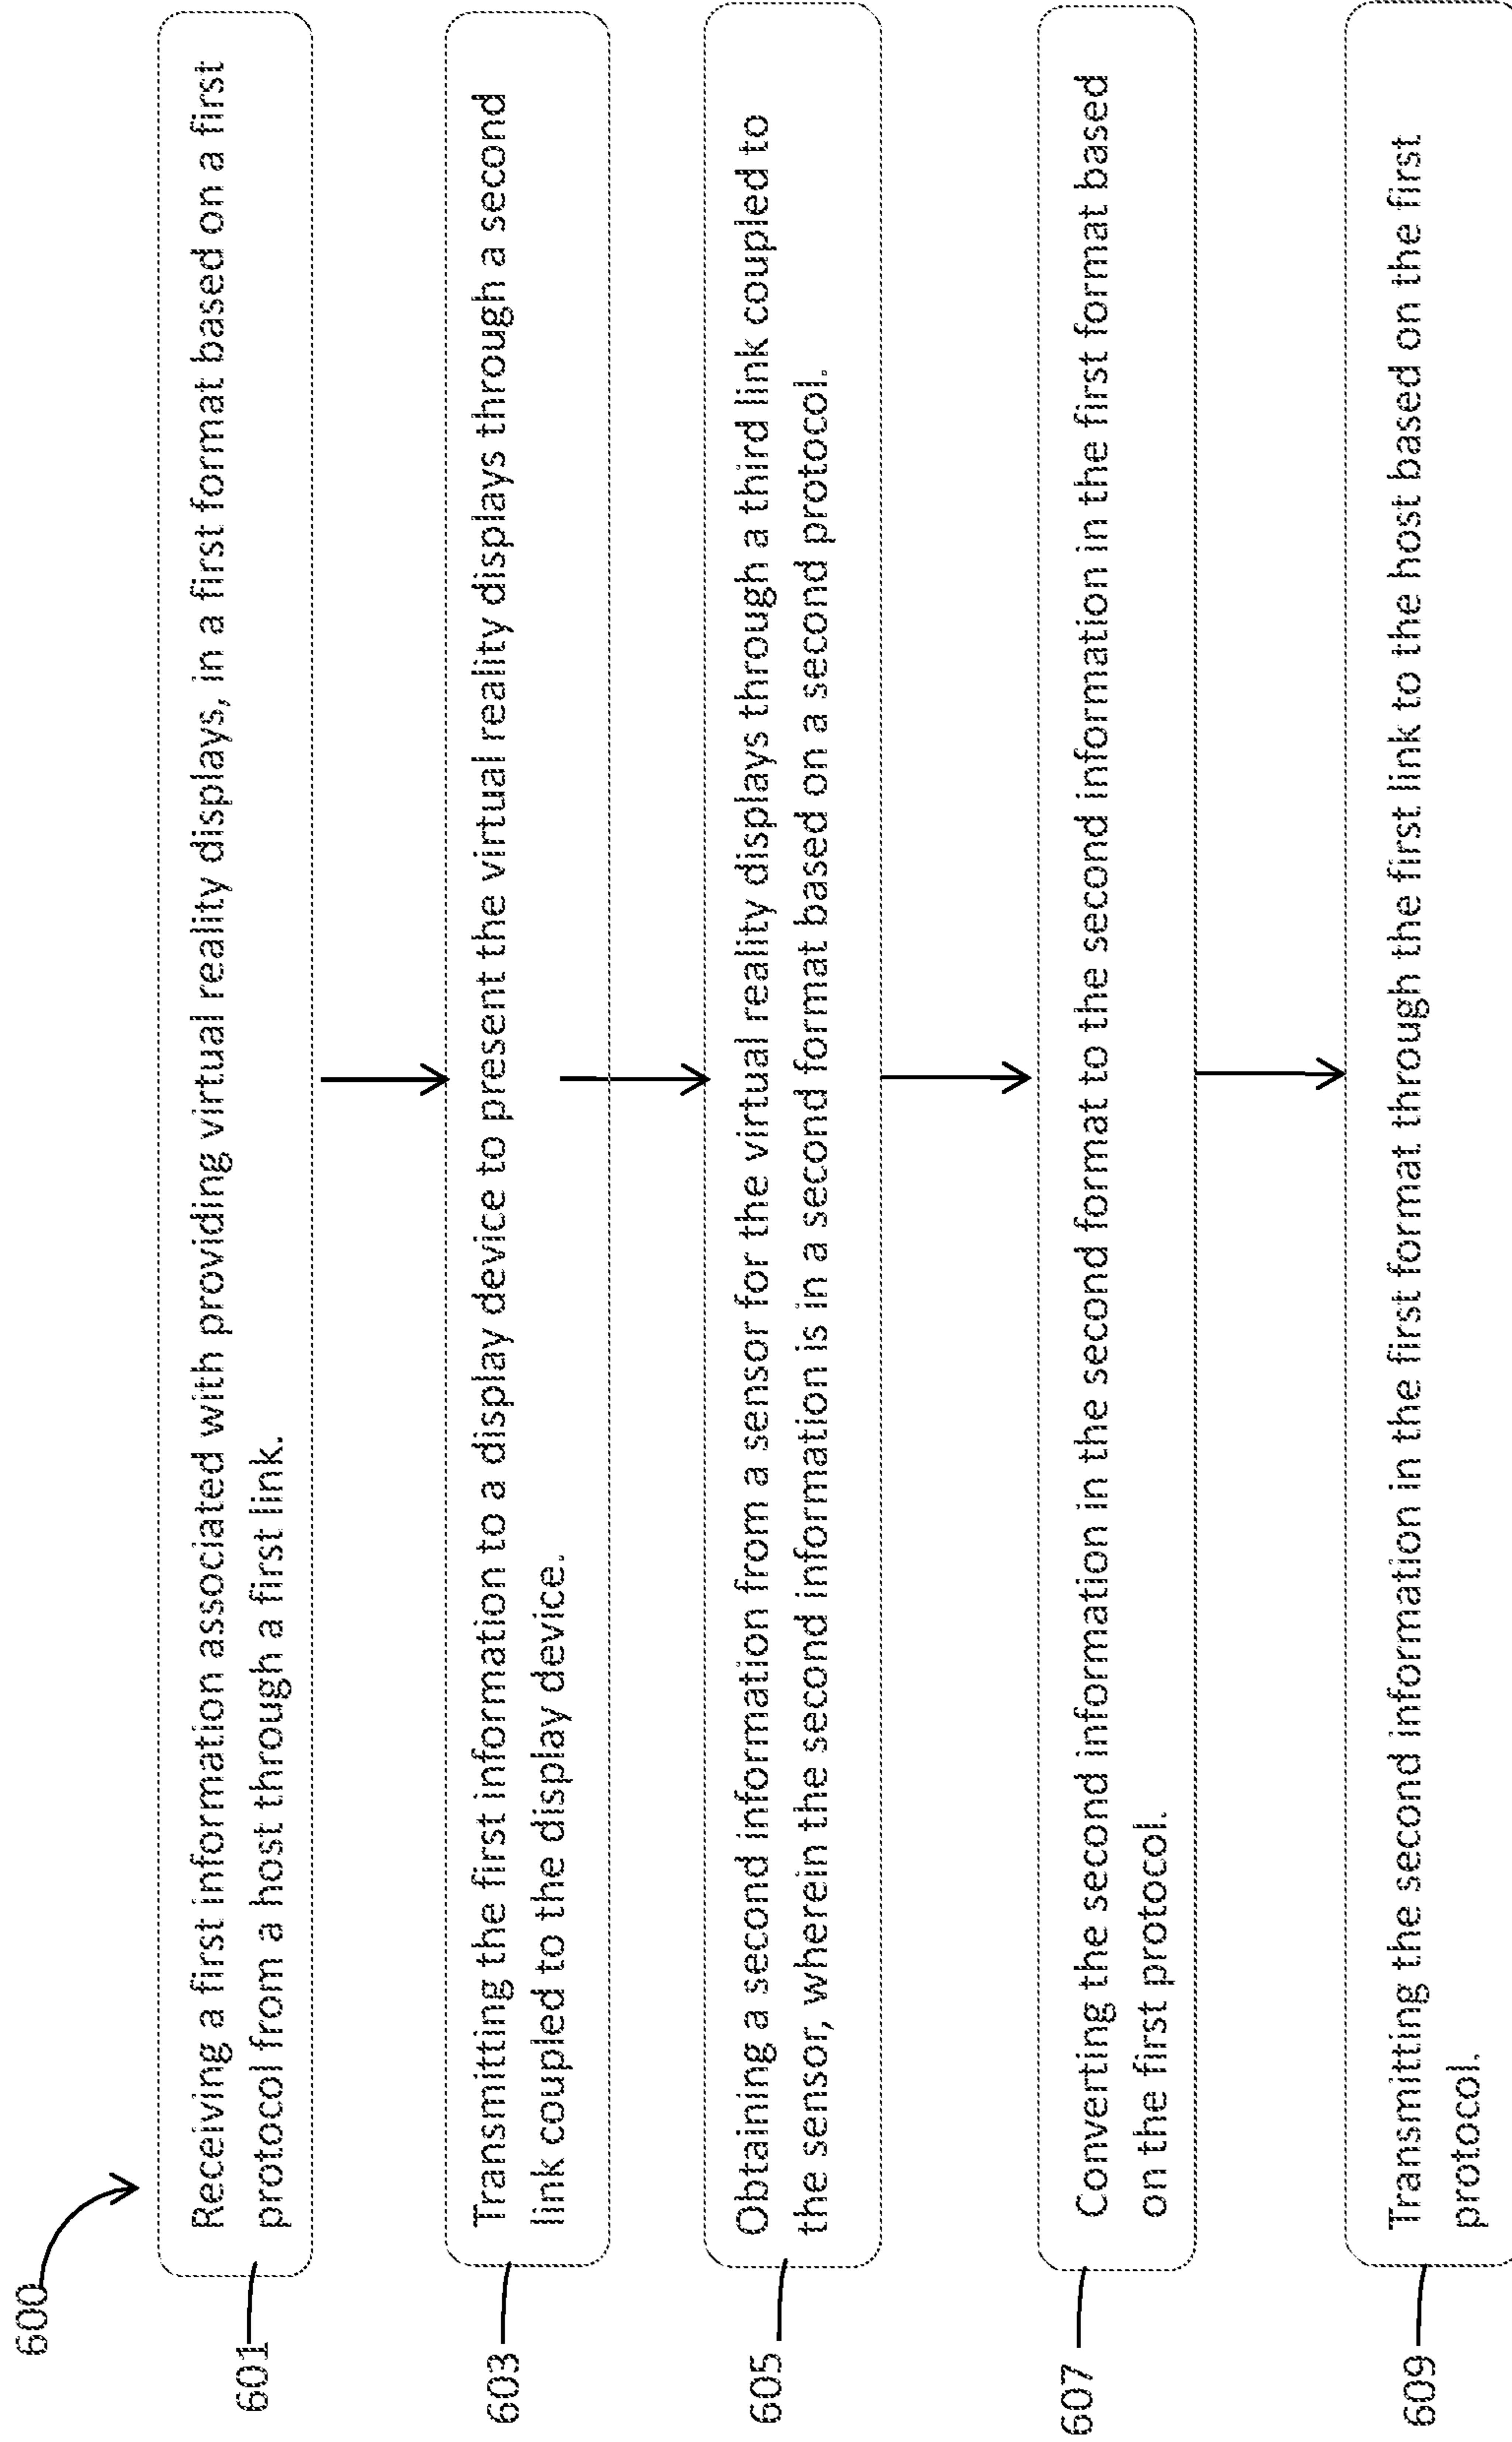 600
601
Receiving a first information associated with providing virtual reality displays, in a first format based on a first
protocol from a host through a first link.
603
Transmitting the first information to a display device to present the virtual reality displays through a second
link coupled to the display device.
605
Obtaining a second information from a sensor for the virtual reality displays through a third link coupled to
the sensor, wherein the second information is in a second format based on a second protocol.
607
Converting the second information in the second format to the second information in the first format based
on the first protocol.
609
Transmitting the second information in the first format through the first link to the host based on the first
protocol.